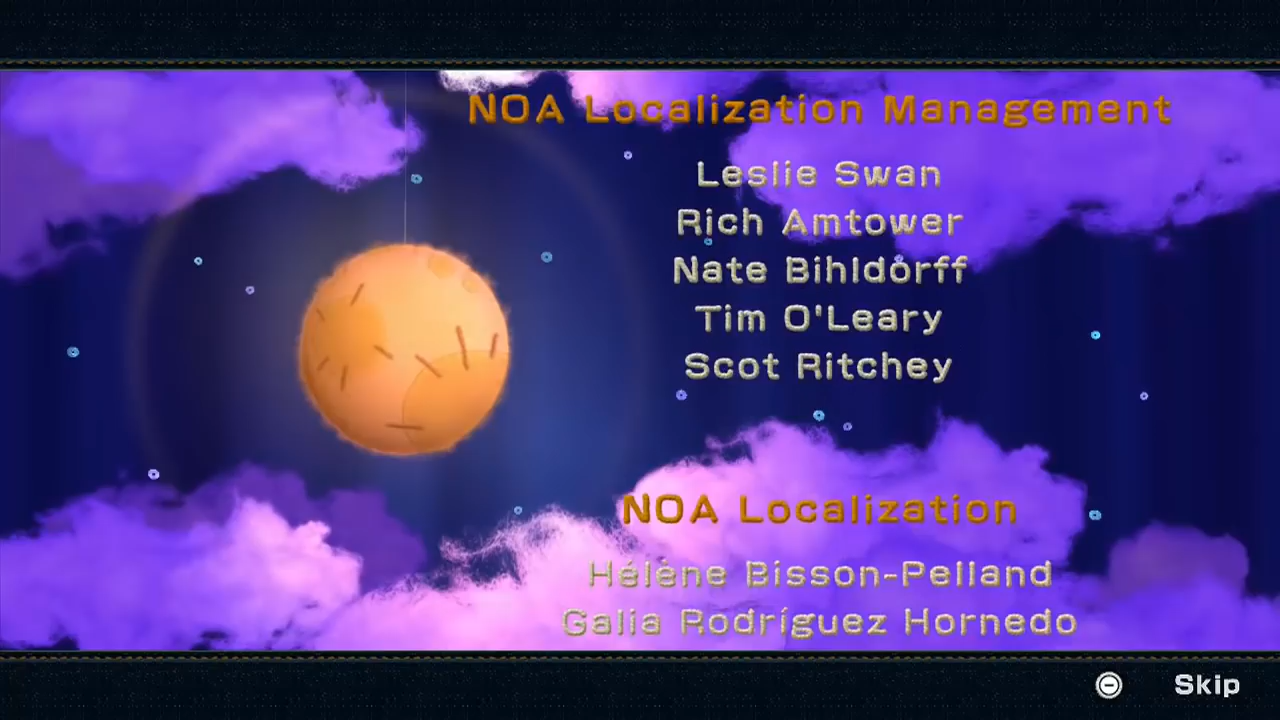 NOA Localization Management
Leslie Swan
Rich Amtower
Nate Bihldorff
Tim O'Leary
Scot Ritchey
NOA Localization
Hélène Bisson-Pelland
Galia Rodríguez Hornedo
Skip